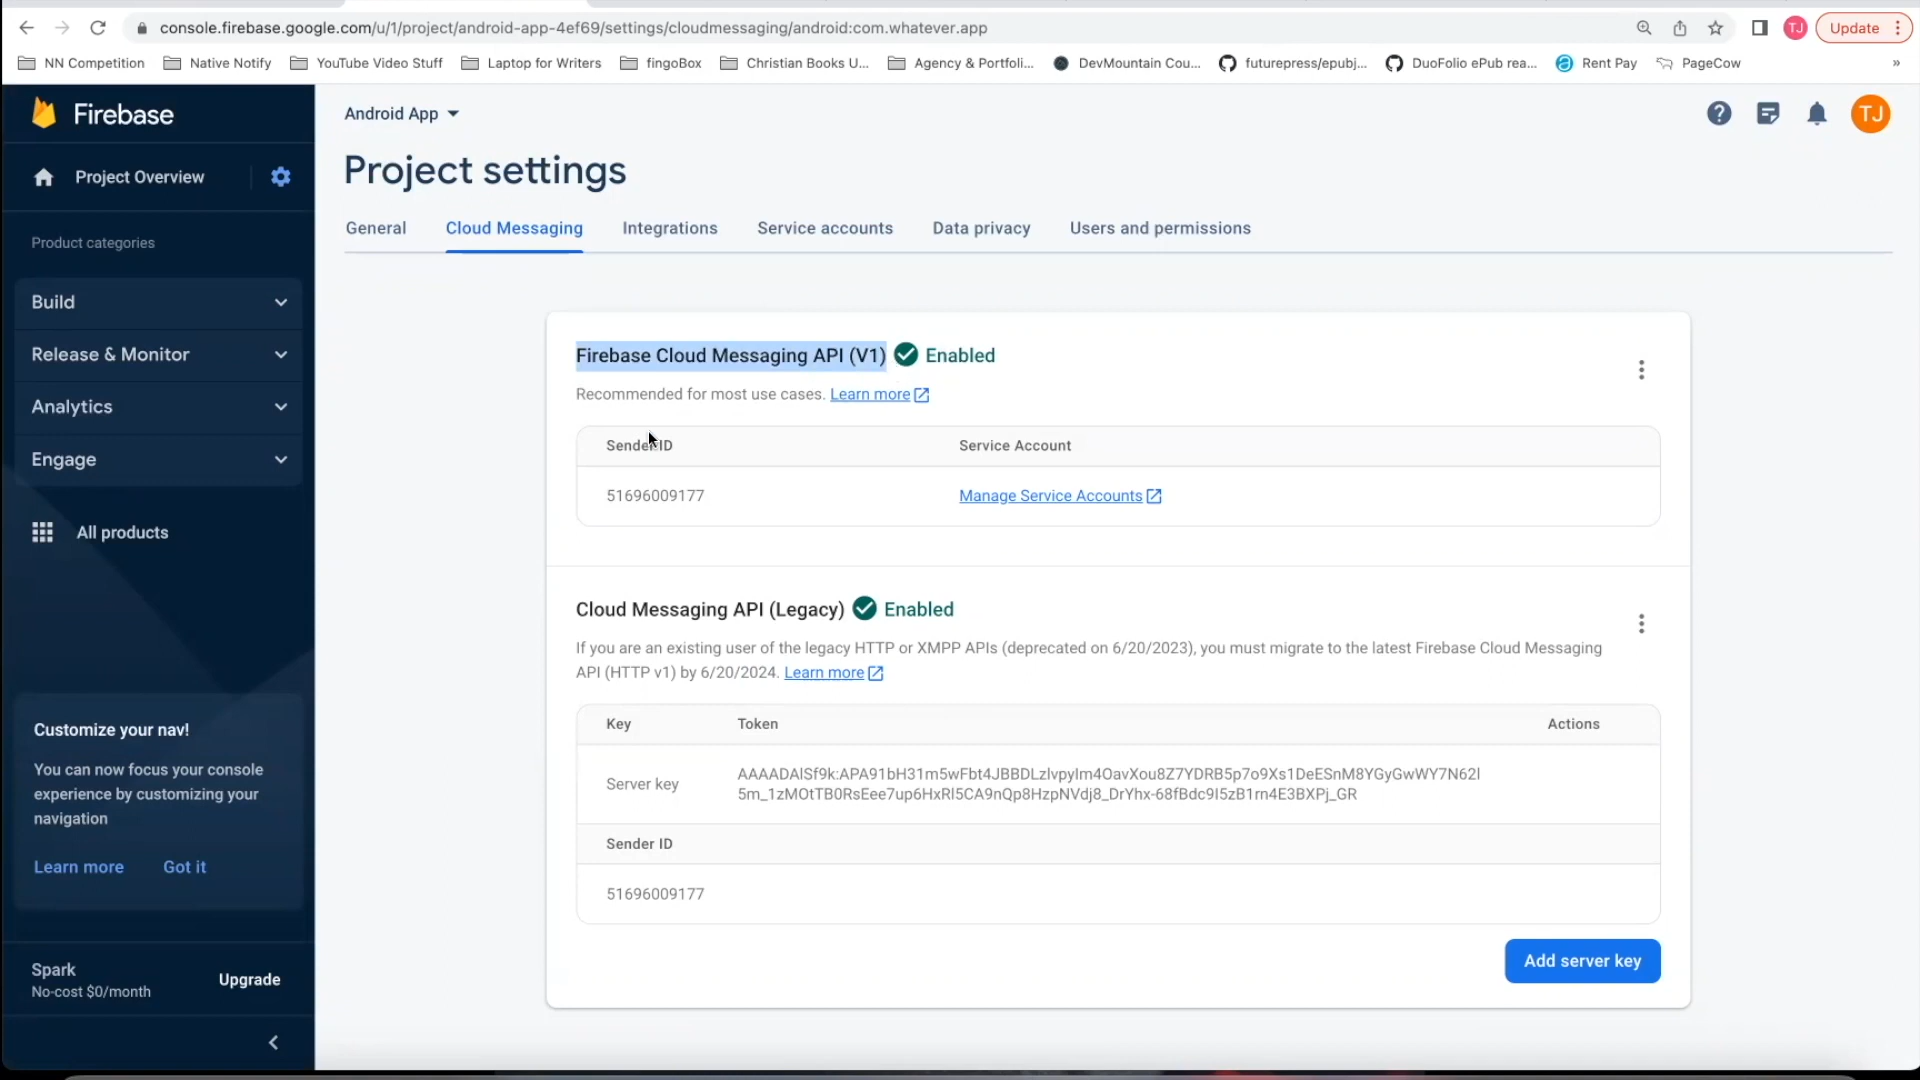 console.firebase.google.com/u/1/project/android-app-4ef69/settings/cloudmessaging/android:com.whatever.app
TJ
Update
NN Competition
Native Notify
YouTube Video Stuff
Laptop for Writers
fingoBox
Christian Books U...
Agency & Portfoli...
DevMountain Cou...
futurepress/epubj...
DuoFolio ePub rea...
Rent Pay
PageCow
»
Firebase
Android App
TJ
Project Overview
Project settings
General
Cloud Messaging
Integrations
Service accounts
Data privacy
Users and permissions
Product categories
Build
Release & Monitor
Analytics
Engage
All products
Customize your nav!
You can now focus your console
experience by customizing your
navigation
Learn more
Got it
Spark
No-cost $0/month
Upgrade
Firebase Cloud Messaging API (V1) Enabled
Recommended for most use cases. Learn more
Sender ID
Service Account
51696009177
Manage Service Accounts
Cloud Messaging API (Legacy) Enabled
If you are an existing user of the legacy HTTP or XMPP APIs (deprecated on 6/20/2023), you must migrate to the latest Firebase Cloud Messaging
API (HTTP v1) by 6/20/2024. Learn more
Key
Token
Actions
Server key
AAAADAlSf9k:APA91bH31m5wFbt4JBBDLzlvpyIm4OavXou8Z7YDRB5p7o9Xs1DeESnM8YGyGwWY7N62l
5m_1zMOtTB0RsEee7up6HxRl5CA9nQp8HzpNVdj8_DrYhx-68fBdc9I5zB1rn4E3BXPj_GR
Sender ID
51696009177
Add server key